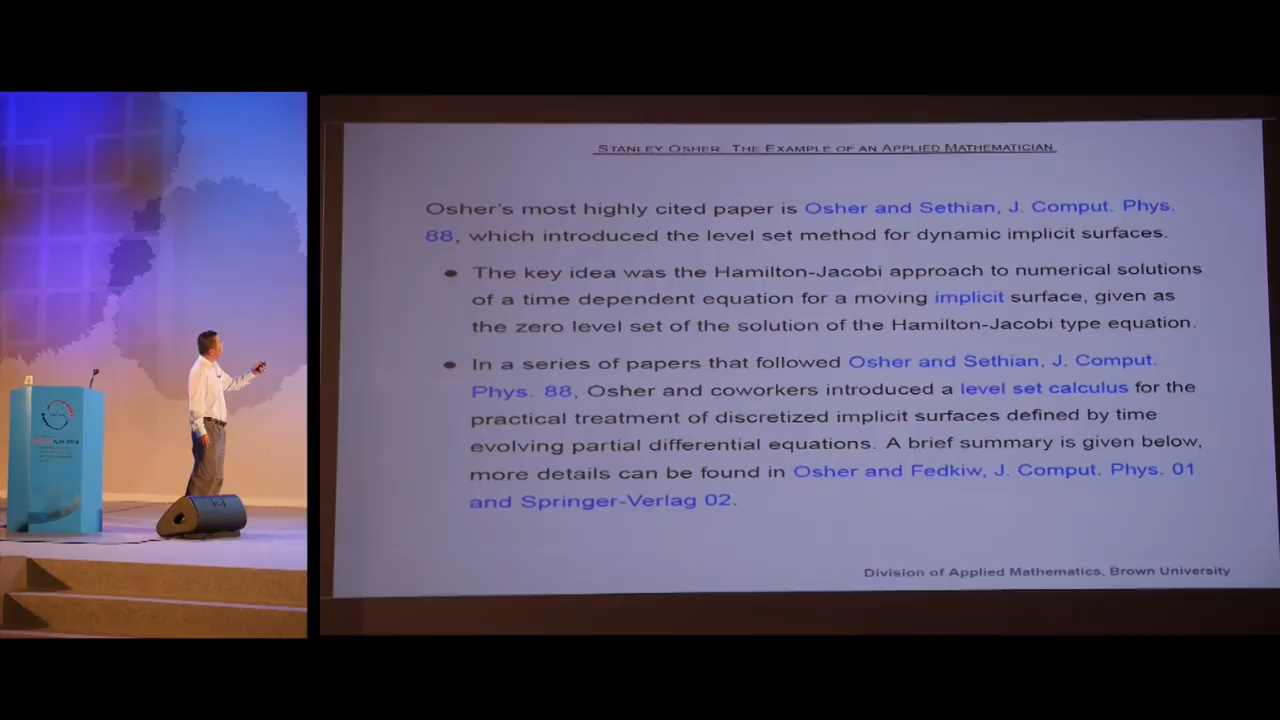 STANLEY OSHER THE EXAMPLE OF AN APPLIED MATHEMATICIAN
Osher's most highly cited paper is Osher and Sethian, J. Comput. Phys.
88, which introduced the level set method for dynamic implicit surfaces.
● The key idea was the Hamilton-Jacobi approach to numerical solutions
of a time dependent equation for a moving implicit surface, given as
the zero level set of the solution of the Hamilton-Jacobi type equation.
● In a series of papers that followed Osher and Sethian, J. Comput.
Phys. 88, Osher and coworkers introduced a level set calculus for the
practical treatment of discretized implicit surfaces defined by time
evolving partial differential equations. A brief summary is given below,
more details can be found in Osher and Fedkiw, J. Comput. Phys. 01
and Springer-Verlag 02.
Division of Applied Mathematics, Brown University